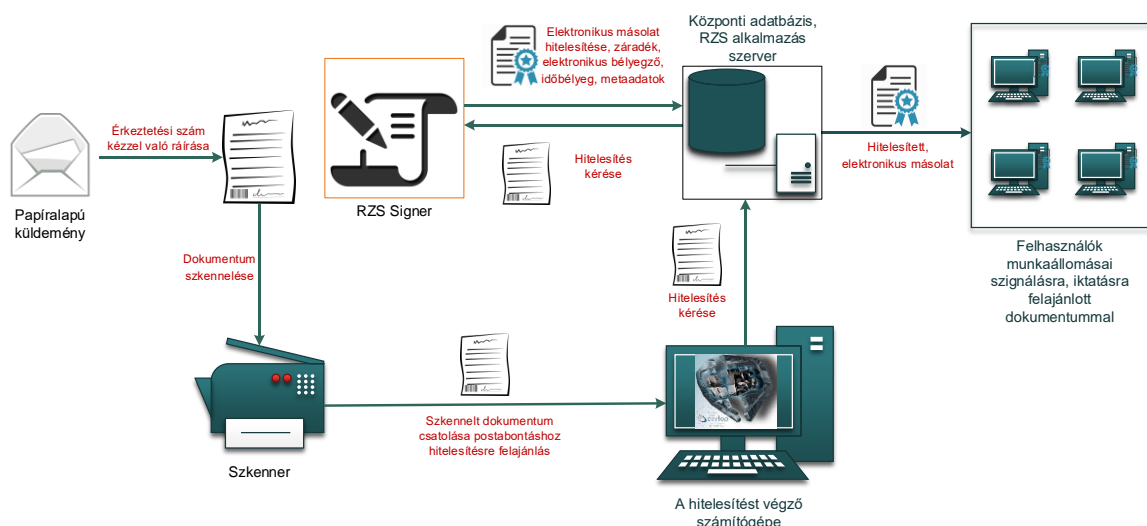 Elektronikus másolat
hitelesítése, záradék,
elektronikus bélyegző,
időbélyeg, metaadatok
Központi adatbázis,
RZS alkalmazás
szerver
Érkeztetési szám
kézzel való ráírása
Papíralapú
küldemény
RZS Signer
Hitelesítés
kérése
Hitelesített,
elektronikus másolat
Felhasználók
munkaállomásai
szignálásra, iktatásra
felajánlott
dokumentummal
Dokumentum
szkennelése
Hitelesítés
kérése
Szkennelt dokumentum
csatolása postabontáshoz
hitelesítésre felajánlás
Szkenner
A hitelesítést végző
számítógépe